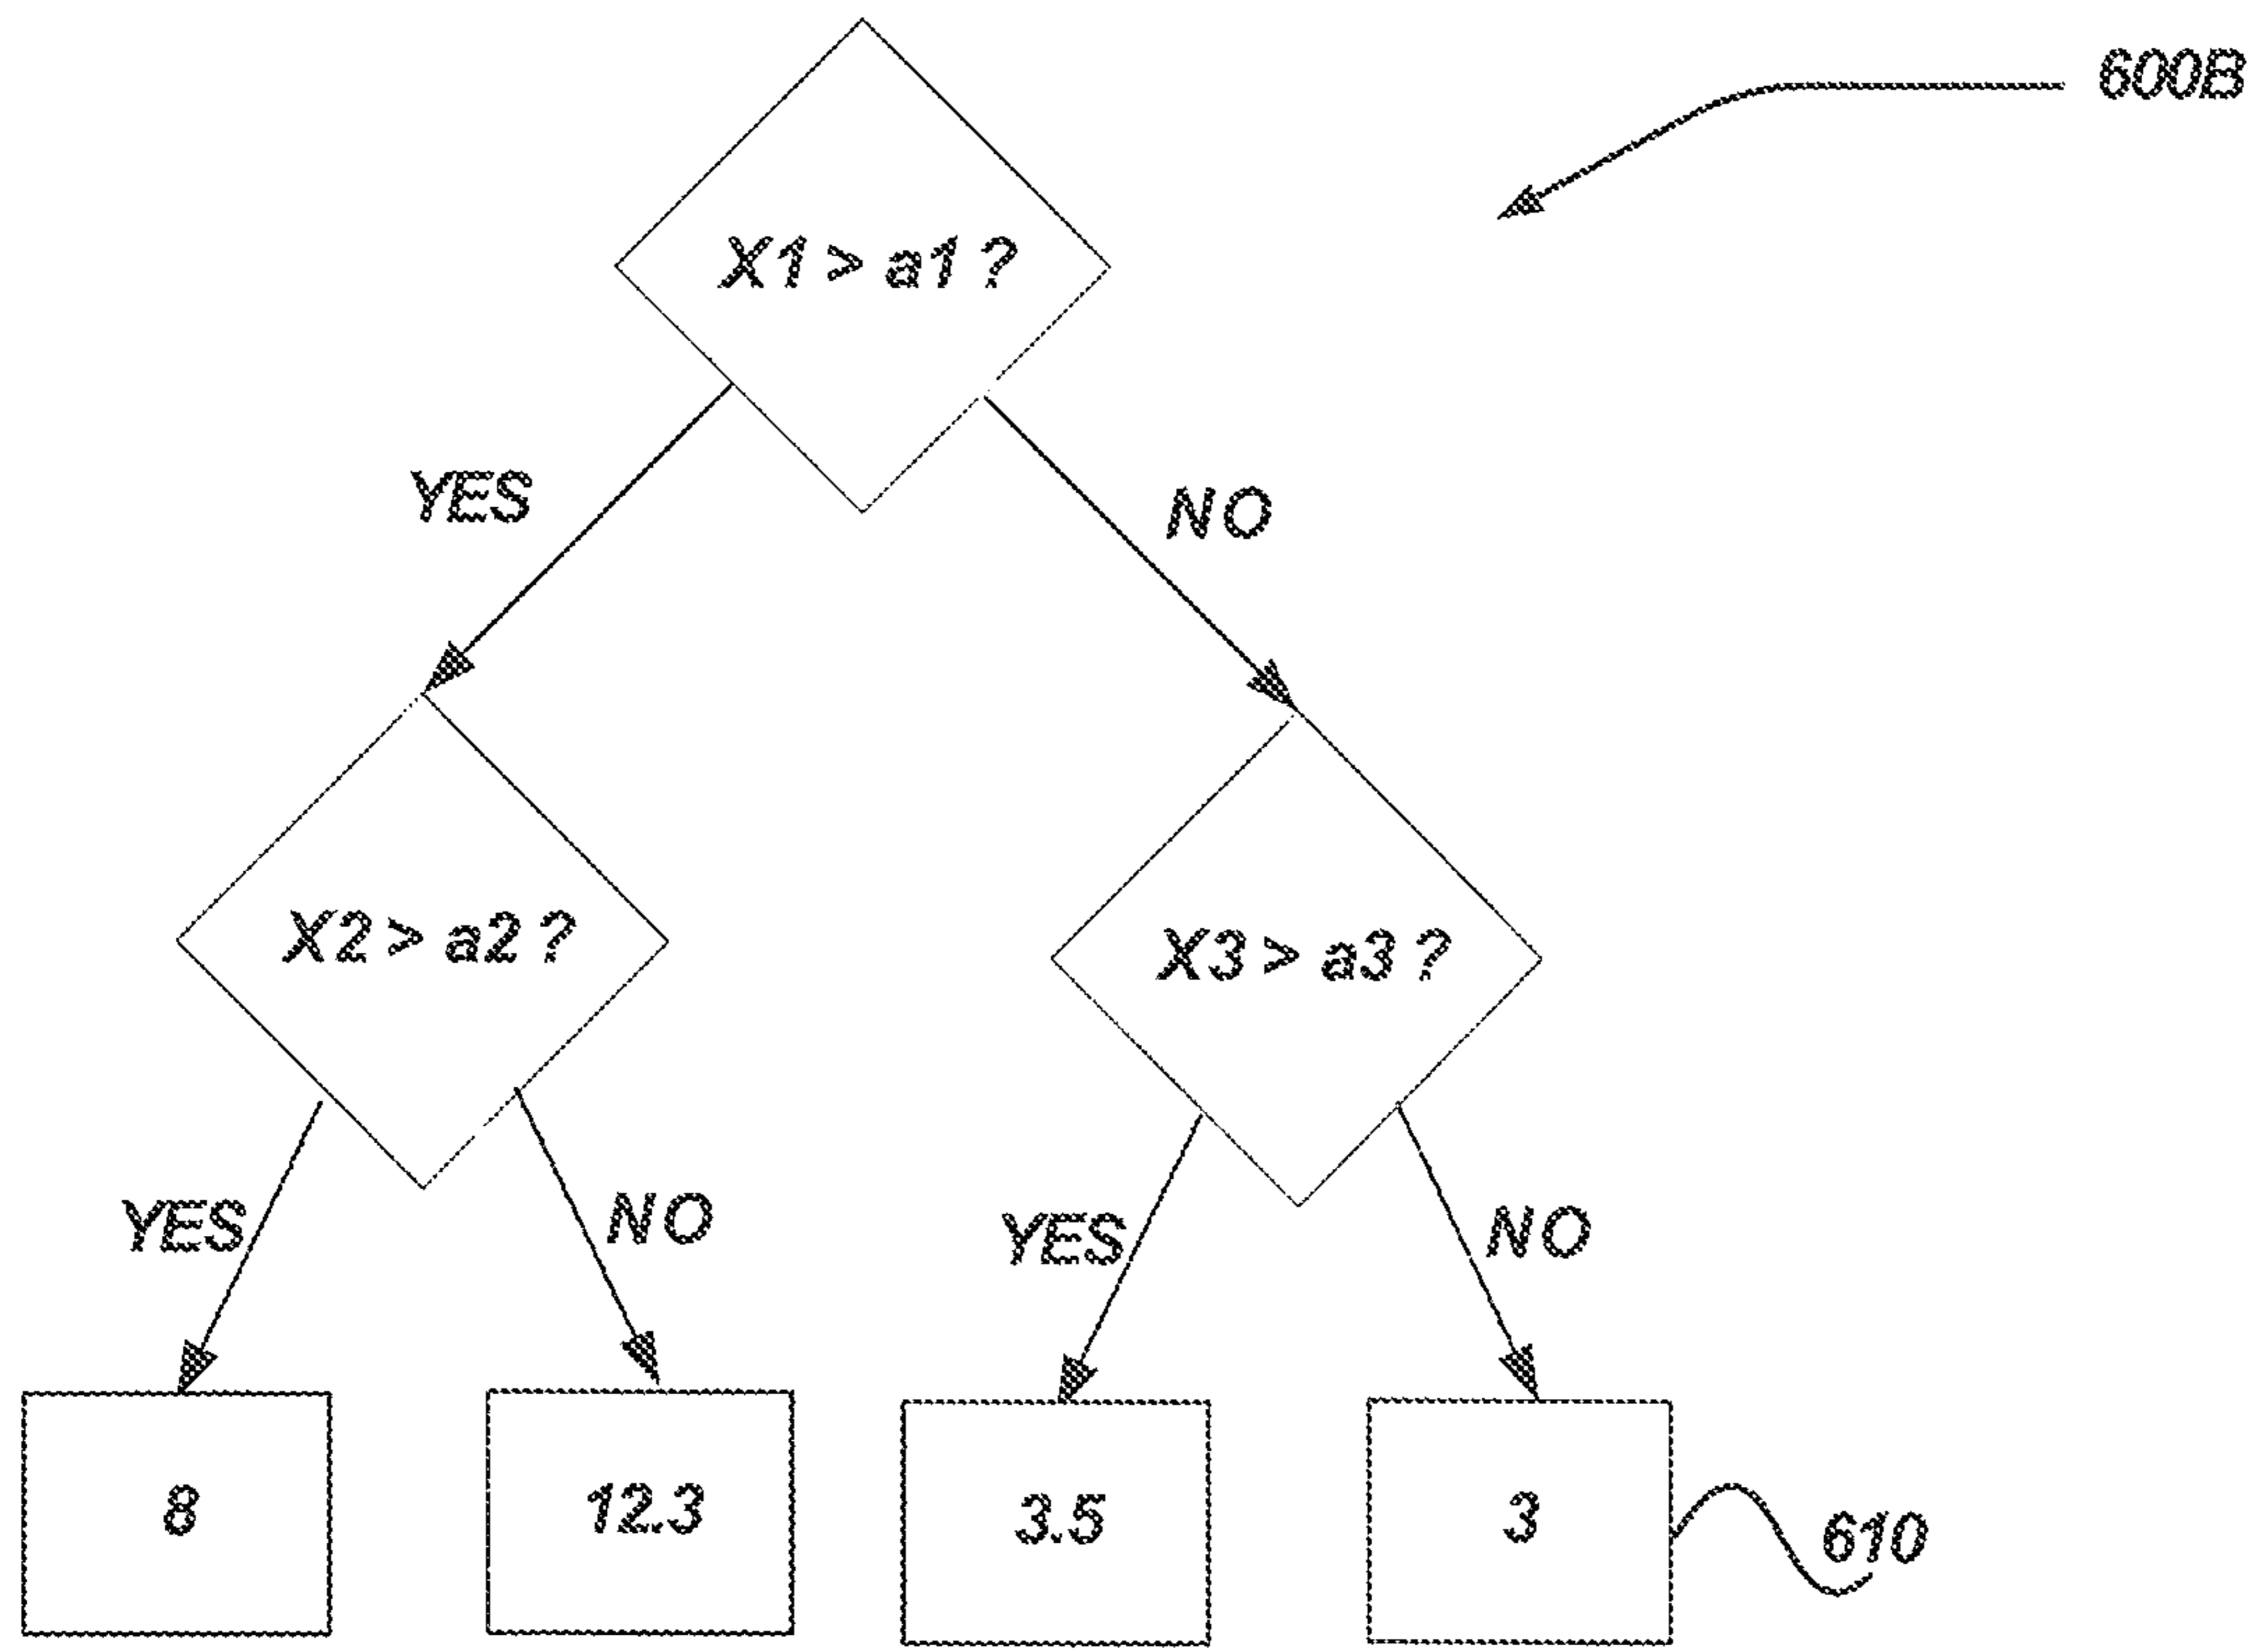 600B
X1 > a1 ?
YES
NO
X2 > a2 ?
X3 > a3 ?
YES
NO
YES
NO
8
12.3
3.5
3
610